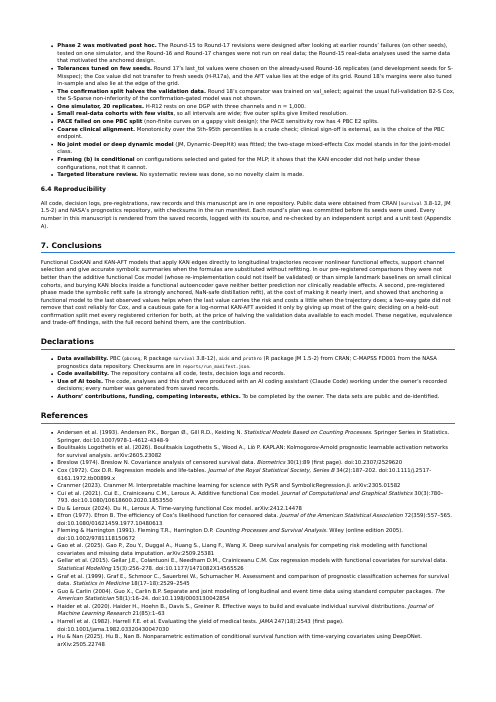 Phase 2 was motivated post hoc. The Round-15 to Round-17 revisions were designed after looking at earlier rounds' failures (on other seeds),
tested on one simulator, and the Round-16 and Round-17 changes were not run on real data; the Round-15 real-data analyses used the same data
that motivated the anchored design.
Tolerances tuned on few seeds. Round 17's last_tol values were chosen on the already-used Round-16 replicates (and development seeds for S-
Misspec); the Cox value did not transfer to fresh seeds (H-R17a), and the AFT value lies at the edge of its grid. Round 18's margins were also tuned
in-sample and also lie at the edge of the grid.
The confirmation split halves the validation data. Round 18's comparator was trained on val_select; against the usual full-validation B2-S Cox,
the S-Sparse non-inferiority of the confirmation-gated model was not shown.
One simulator, 20 replicates. H-R12 rests on one DGP with three channels and n = 1,000.
Small real-data cohorts with few visits, so all intervals are wide; five outer splits give limited resolution.
PACE failed on one PBC split (non-finite curves on a gappy visit design); the PACE sensitivity row has 4 PBC E2 splits.
Coarse clinical alignment. Monotonicity over the 5th-95th percentiles is a crude check; clinical sign-off is external, as is the choice of the PBC
endpoint.
No joint model or deep dynamic model (JM, Dynamic-DeepHit) was fitted; the two-stage mixed-effects Cox model stands in for the joint-model
class.
Framing (b) is conditional on configurations selected and gated for the MLP; it shows that the KAN encoder did not help under these
configurations, not that it cannot.
Targeted literature review. No systematic review was done, so no novelty claim is made.
6.4 Reproducibility
All code, decision logs, pre-registrations, raw records and this manuscript are in one repository. Public data were obtained from CRAN (survival 3.8-12, JM
1.5-2) and NASA's prognostics repository, with checksums in the run manifest. Each round's plan was committed before its seeds were used. Every
number in this manuscript is rendered from the saved records, logged with its source, and re-checked by an independent script and a unit test (Appendix
A).
7. Conclusions
Functional CoxKAN and KAN-AFT models that apply KAN edges directly to longitudinal trajectories recover nonlinear functional effects, support channel
selection and give accurate symbolic summaries when the formulas are substituted without refitting. In our pre-registered comparisons they were not
better than the additive functional Cox model (whose re-implementation could not itself be validated) or than simple landmark baselines on small clinical
cohorts, and burying KAN blocks inside a functional autoencoder gave neither better prediction nor clinically readable effects. A second, pre-registered
phase made the symbolic refit safe (a strongly anchored, NaN-safe distillation refit), at the cost of making it nearly inert, and showed that anchoring a
functional model to the last observed values helps when the last value carries the risk and costs a little when the trajectory does; a two-way gate did not
remove that cost reliably for Cox, and a cautious gate for a log-normal KAN-AFT avoided it only by giving up most of the gain; deciding on a held-out
confirmation split met every registered criterion for both, at the price of halving the validation data available to each model. These negative, equivalence
and trade-off findings, with the full record behind them, are the contribution.
Declarations
Data availability. PBC (pbcseq, R package survival 3.8-12), aids and prothro (R package JM 1.5-2) from CRAN; C-MAPSS FD001 from the NASA
prognostics data repository. Checksums are in reports/run_manifest.json.
Code availability. The repository contains all code, tests, decision logs and records.
Use of AI tools. The code, analyses and this draft were produced with an AI coding assistant (Claude Code) working under the owner's recorded
decisions; every number was generated from saved records.
Authors' contributions, funding, competing interests, ethics. To be completed by the owner. The data sets are public and de-identified.
References
Andersen et al. (1993). Andersen P.K., Borgan Ø., Gill R.D., Keiding N. Statistical Models Based on Counting Processes. Springer Series in Statistics.
Springer. doi:10.1007/978-1-4612-4348-9
Boulitsakis Logothetis et al. (2026). Boulitsakis Logothetis S., Wood A., Liò P. KAPLAN: Kolmogorov-Arnold prognostic learnable activation networks
for survival analysis. arXiv:2605.23082
Breslow (1974). Breslow N. Covariance analysis of censored survival data. Biometrics 30(1):89 (first page). doi:10.2307/2529620
Cox (1972). Cox D.R. Regression models and life-tables. Journal of the Royal Statistical Society, Series B 34(2):187-202. doi:10.1111/j.2517-
6161.1972.tb00899.x
Cranmer (2023). Cranmer M. Interpretable machine learning for science with PySR and SymbolicRegression.jl. arXiv:2305.01582
Cui et al. (2021). Cui E., Crainiceanu C.M., Leroux A. Additive functional Cox model. Journal of Computational and Graphical Statistics 30(3):780-
793. doi:10.1080/10618600.2020.1853550
Du & Leroux (2024). Du H., Leroux A. Time-varying functional Cox model. arXiv:2412.14478
Efron (1977). Efron B. The efficiency of Cox's likelihood function for censored data. Journal of the American Statistical Association 72(359):557-565.
doi:10.1080/01621459.1977.10480613
Fleming & Harrington (1991). Fleming T.R., Harrington D.P. Counting Processes and Survival Analysis. Wiley (online edition 2005).
doi:10.1002/9781118150672
Gao et al. (2025). Gao P., Zou Y., Duggal A., Huang S., Liang F., Wang X. Deep survival analysis for competing risk modeling with functional
covariates and missing data imputation. arXiv:2509.25381
Gellar et al. (2015). Gellar J.E., Colantuoni E., Needham D.M., Crainiceanu C.M. Cox regression models with functional covariates for survival data.
Statistical Modelling 15(3):256-278. doi:10.1177/1471082X14565526
Graf et al. (1999). Graf E., Schmoor C., Sauerbrei W., Schumacher M. Assessment and comparison of prognostic classification schemes for survival
data. Statistics in Medicine 18(17-18):2529-2545
Guo & Carlin (2004). Guo X., Carlin B.P. Separate and joint modeling of longitudinal and event time data using standard computer packages. The
American Statistician 58(1):16-24. doi:10.1198/0003130042854
Haider et al. (2020). Haider H., Hoehn B., Davis S., Greiner R. Effective ways to build and evaluate individual survival distributions. Journal of
Machine Learning Research 21(85):1-63
Harrell et al. (1982). Harrell F.E. et al. Evaluating the yield of medical tests. JAMA 247(18):2543 (first page).
doi:10.1001/jama.1982.03320430047030
Hu & Nan (2025). Hu B., Nan B. Nonparametric estimation of conditional survival function with time-varying covariates using DeepONet.
arXiv:2505.22748